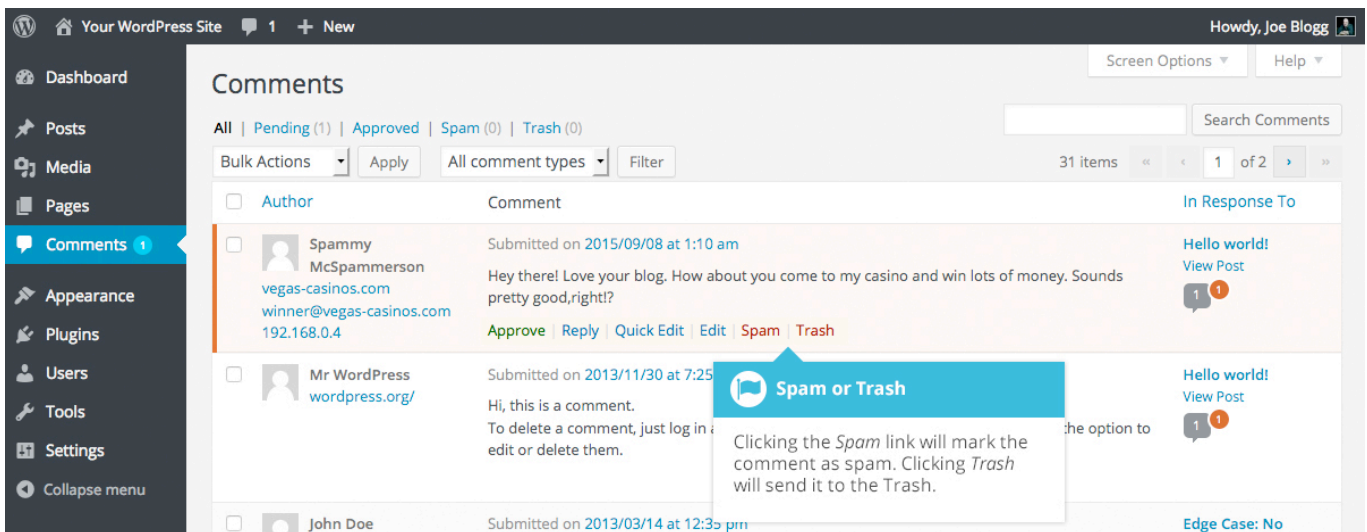 Your WordPress Site 1 + New Howdy, Joe Blogg
Screen Options Help
Dashboard
Posts
Media
Pages
Comments 1
Appearance
Plugins
Users
Tools
Settings
Collapse menu
Comments
All | Pending (1) | Approved | Spam (0) | Trash (0)
Search Comments
Bulk Actions Apply All comment types Filter 31 items « ‹ 1 of 2 › »
Author Comment In Response To
Spammy
McSpammerson
vegas-casinos.com
winner@vegas-casinos.com
192.168.0.4
Submitted on 2015/09/08 at 1:10 am
Hey there! Love your blog. How about you come to my casino and win lots of money. Sounds
pretty good,right!?
Approve | Reply | Quick Edit | Edit | Spam | Trash
Hello world!
View Post
1 1
Mr WordPress
wordpress.org/
Submitted on 2013/11/30 at 7:25
Hi, this is a comment.
To delete a comment, just log in the option to
edit or delete them.
Hello world!
View Post
1 1
Spam or Trash
Clicking the Spam link will mark the
comment as spam. Clicking Trash
will send it to the Trash.
John Doe
Submitted on 2013/03/14 at 12:35 pm
Edge Case: No